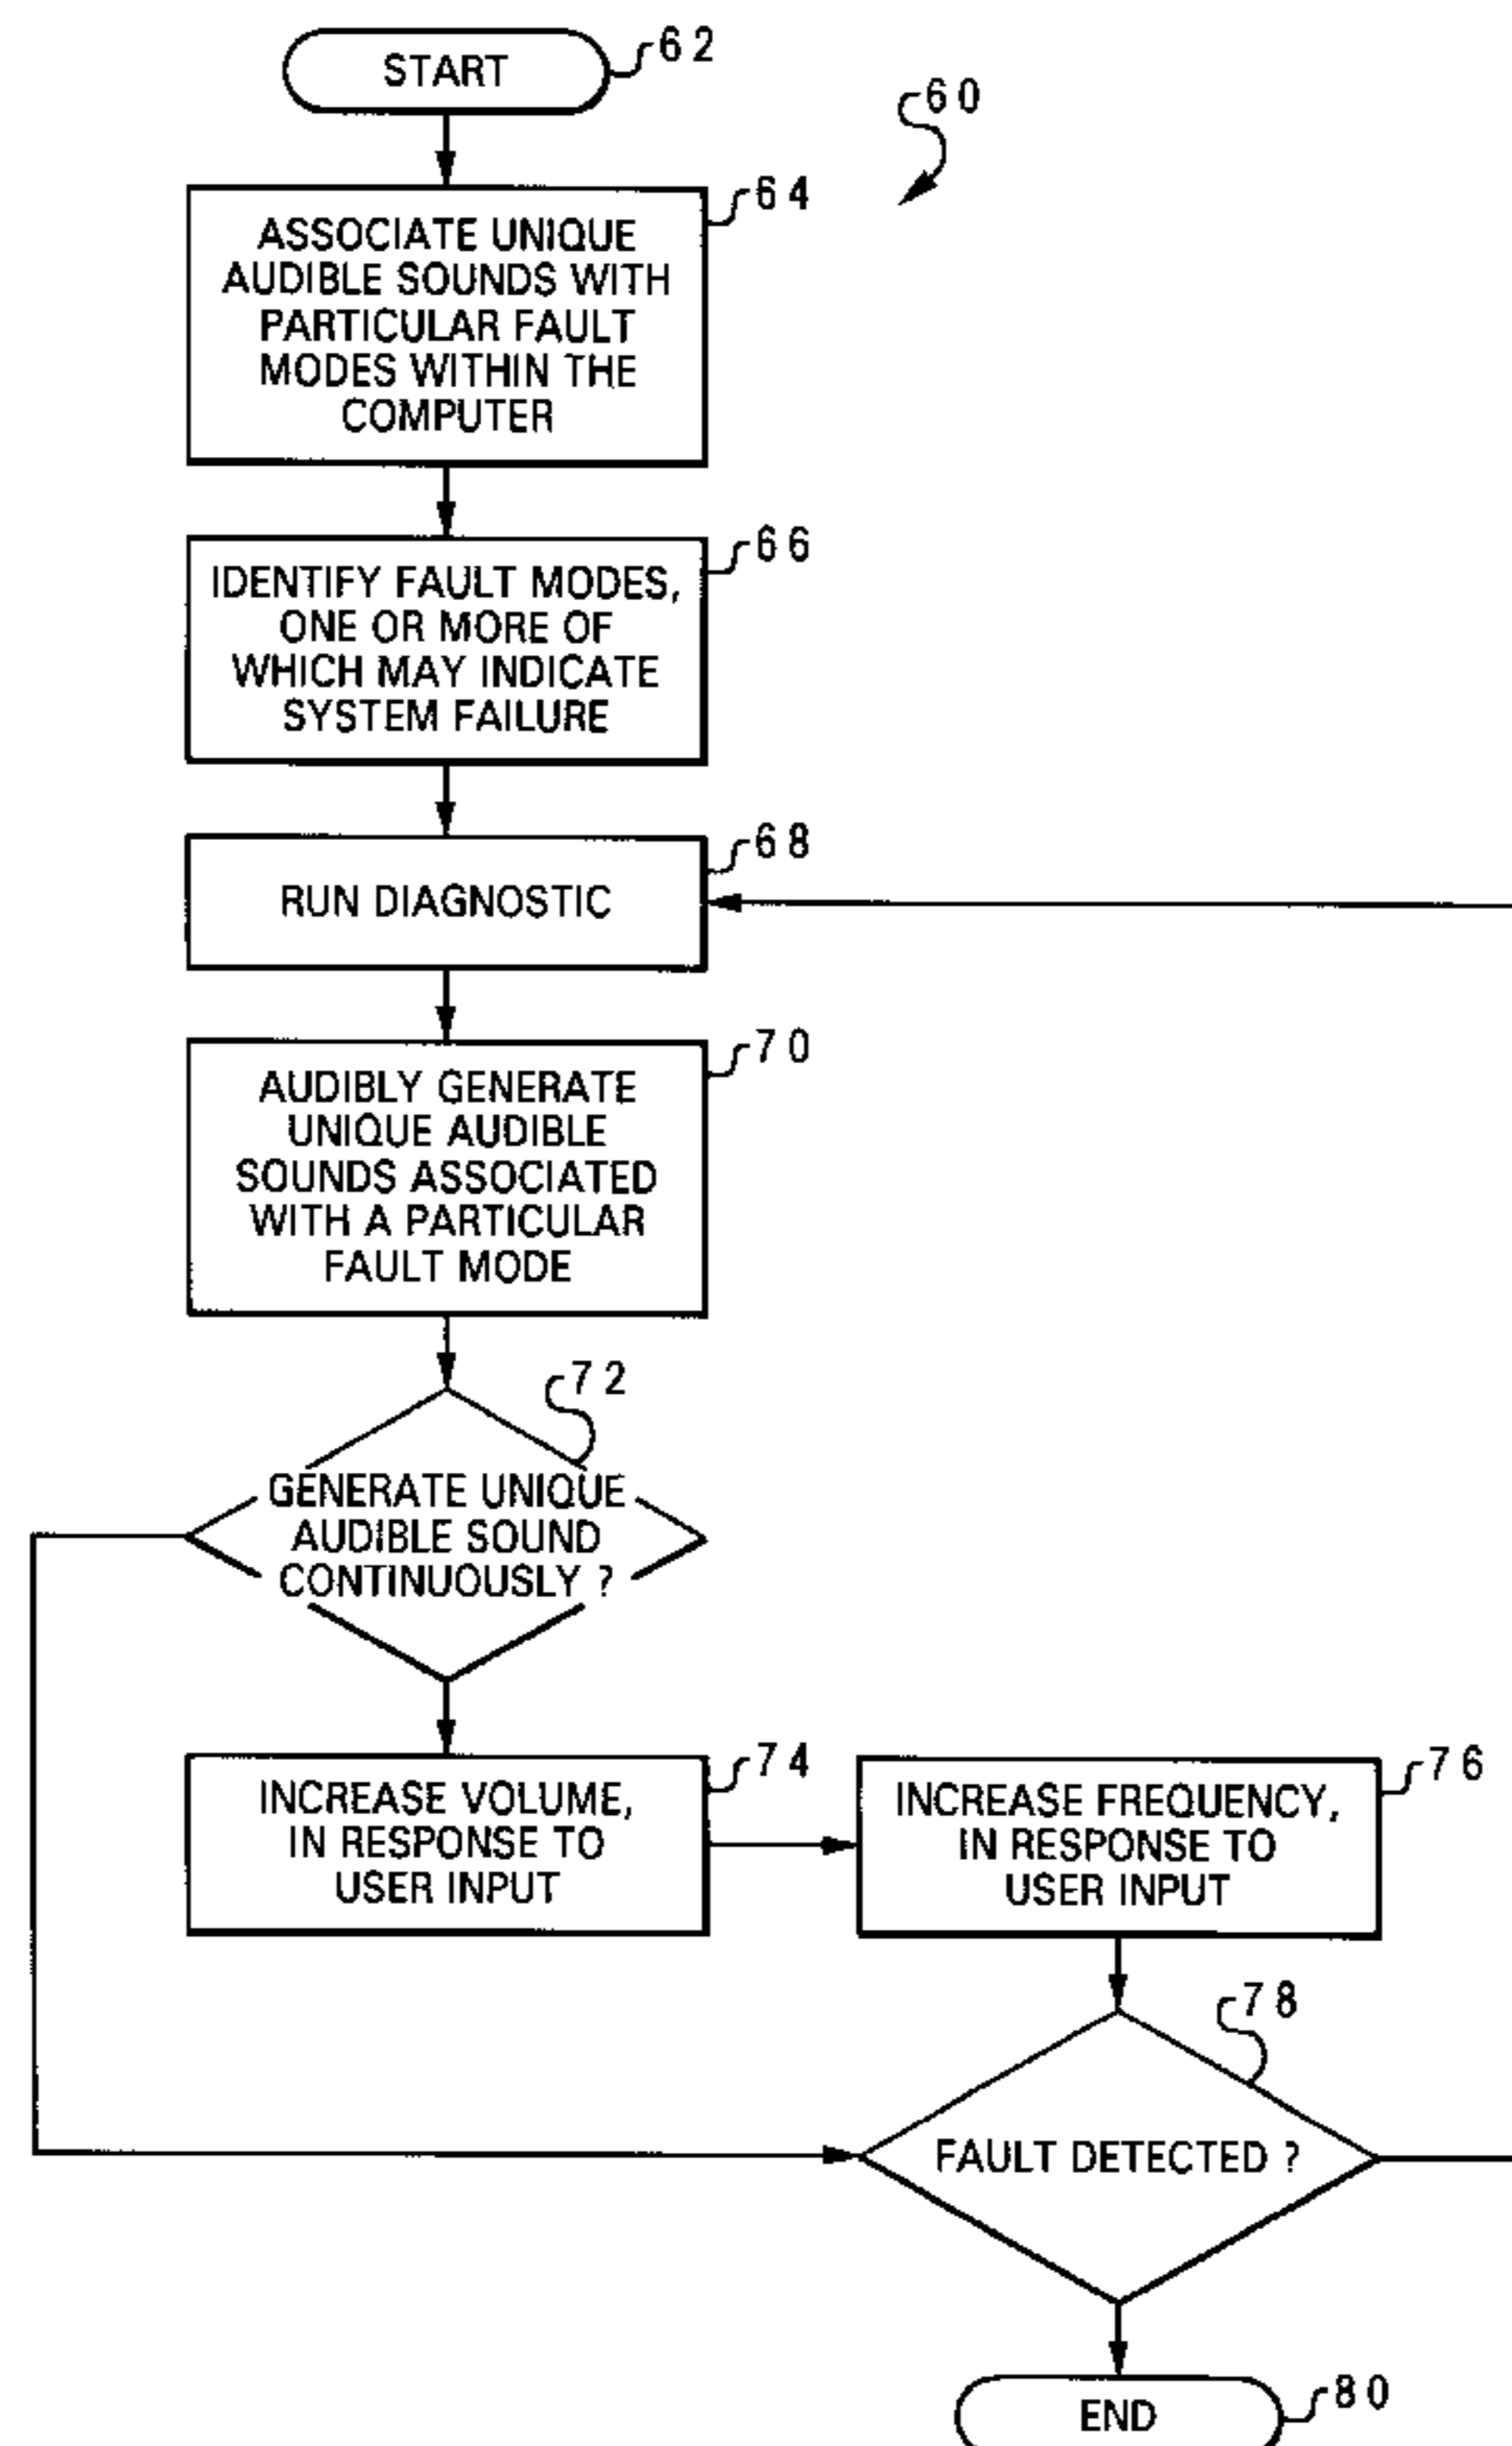 START
62
60
64
ASSOCIATE UNIQUE
AUDIBLE SOUNDS WITH
PARTICULAR FAULT
MODES WITHIN THE
COMPUTER
66
IDENTIFY FAULT MODES,
ONE OR MORE OF
WHICH MAY INDICATE
SYSTEM FAILURE
68
RUN DIAGNOSTIC
70
AUDIBLY GENERATE
UNIQUE AUDIBLE
SOUNDS ASSOCIATED
WITH A PARTICULAR
FAULT MODE
72
GENERATE UNIQUE
AUDIBLE SOUND
CONTINUOUSLY ?
74
INCREASE VOLUME,
IN RESPONSE TO
USER INPUT
76
INCREASE FREQUENCY,
IN RESPONSE TO
USER INPUT
78
FAULT DETECTED ?
END
80